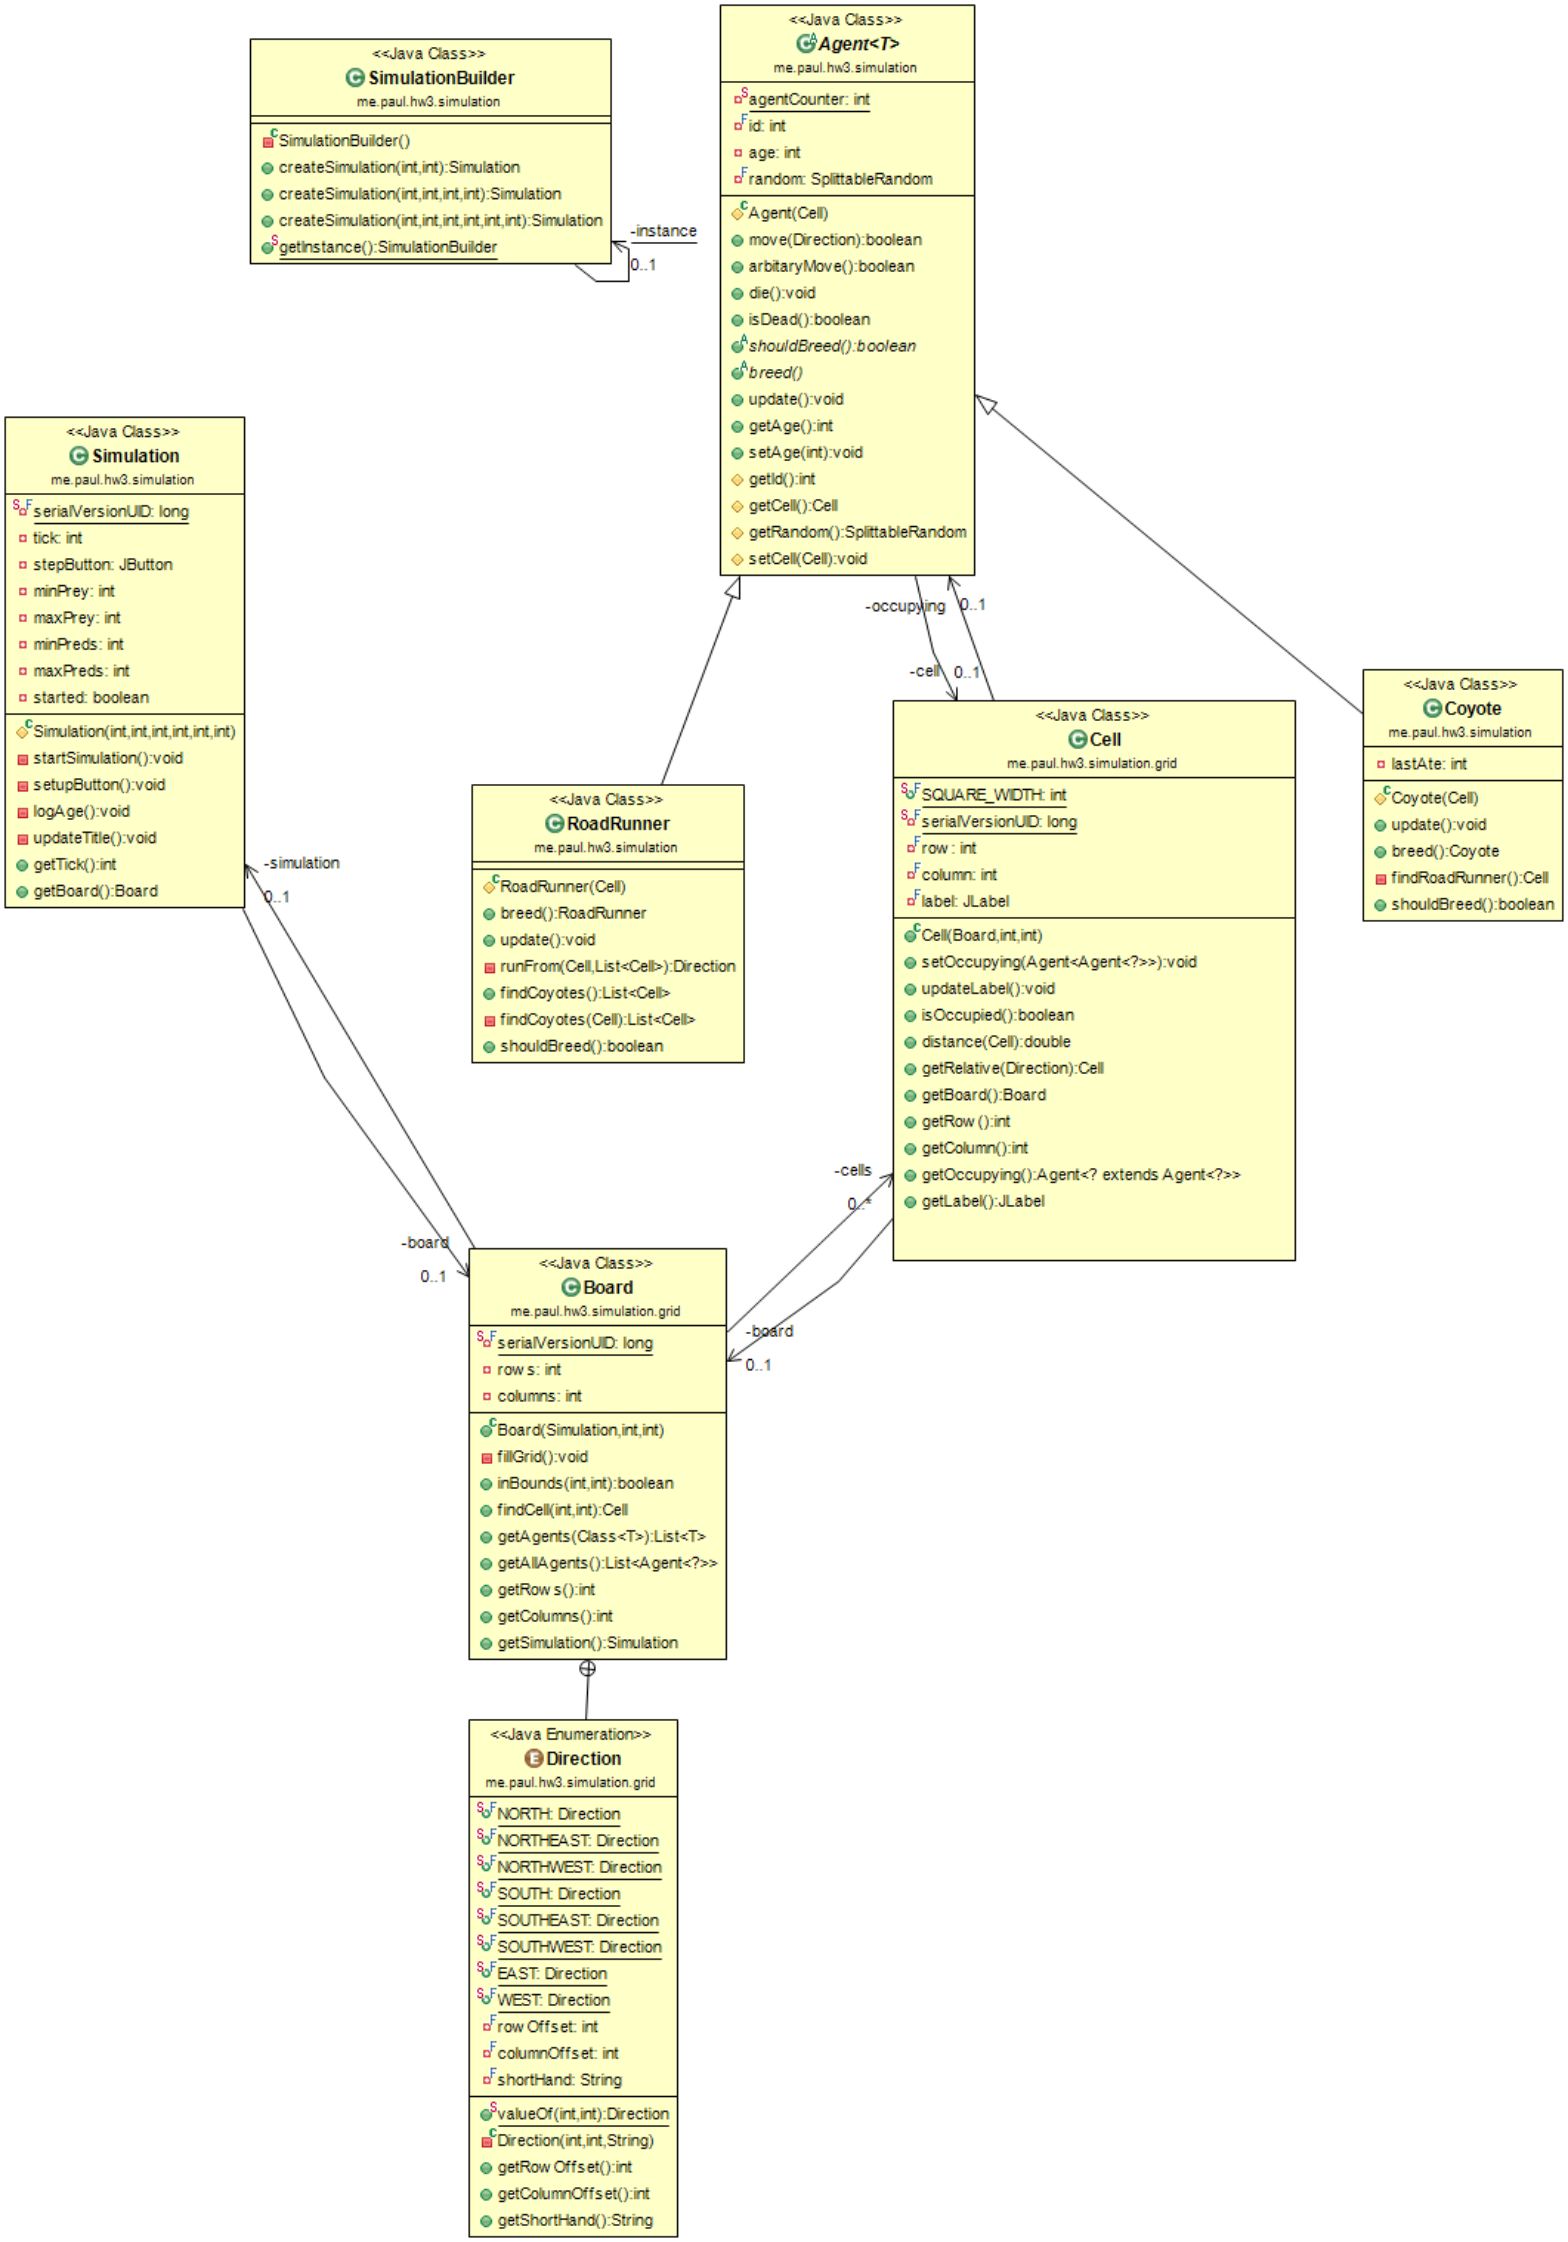 <<Java Class>>
SimulationBuilder
me.paul.hw3.simulation
SimulationBuilder()
createSimulation(int,int):Simulation
createSimulation(int,int,int,int):Simulation
createSimulation(int,int,int,int,int,int):Simulation
getInstance():SimulationBuilder
-instance
0..1
<<Java Class>>
Agent<T>
me.paul.hw3.simulation
agentCounter: int
id: int
age: int
random: SplittableRandom
Agent(Cell)
move(Direction):boolean
arbitaryMove():boolean
die():void
isDead():boolean
shouldBreed():boolean
breed()
update():void
getAge():int
setAge(int):void
getId():int
getCell():Cell
getRandom():SplittableRandom
setCell(Cell):void
<<Java Class>>
Simulation
me.paul.hw3.simulation
serialVersionUID: long
tick: int
stepButton: JButton
minPrey: int
maxPrey: int
minPreds: int
maxPreds: int
started: boolean
Simulation(int,int,int,int,int,int)
startSimulation():void
setupButton():void
logAge():void
updateTitle():void
getTick():int
getBoard():Board
-simulation
0..1
-occupying 0..1
-cell 0..1
<<Java Class>>
RoadRunner
me.paul.hw3.simulation
RoadRunner(Cell)
breed():RoadRunner
update():void
runFrom(Cell,List<Cell>):Direction
findCoyotes():List<Cell>
findCoyotes(Cell):List<Cell>
shouldBreed():boolean
<<Java Class>>
Cell
me.paul.hw3.simulation.grid
SQUARE_WIDTH: int
serialVersionUID: long
row: int
column: int
label: JLabel
Cell(Board,int,int)
setOccupying(Agent<Agent<?>>):void
updateLabel():void
isOccupied():boolean
distance(Cell):double
getRelative(Direction):Cell
getBoard():Board
getRow():int
getColumn():int
getOccupying():Agent<? extends Agent<?>>
getLabel():JLabel
<<Java Class>>
Coyote
me.paul.hw3.simulation
lastAte: int
Coyote(Cell)
update():void
breed():Coyote
findRoadRunner():Cell
shouldBreed():boolean
-cells
0..*
-board
0..1
-board
0..1
<<Java Class>>
Board
me.paul.hw3.simulation.grid
serialVersionUID: long
rows: int
columns: int
Board(Simulation,int,int)
fillGrid():void
inBounds(int,int):boolean
findCell(int,int):Cell
getAgents(Class<T>):List<T>
getAllAgents():List<Agent<?>>
getRows():int
getColumns():int
getSimulation():Simulation
<<Java Enumeration>>
Direction
me.paul.hw3.simulation.grid
NORTH: Direction
NORTHEAST: Direction
NORTHWEST: Direction
SOUTH: Direction
SOUTHEAST: Direction
SOUTHWEST: Direction
EAST: Direction
WEST: Direction
rowOffset: int
columnOffset: int
shortHand: String
valueOf(int,int):Direction
Direction(int,int,String)
getRowOffset():int
getColumnOffset():int
getShortHand():String